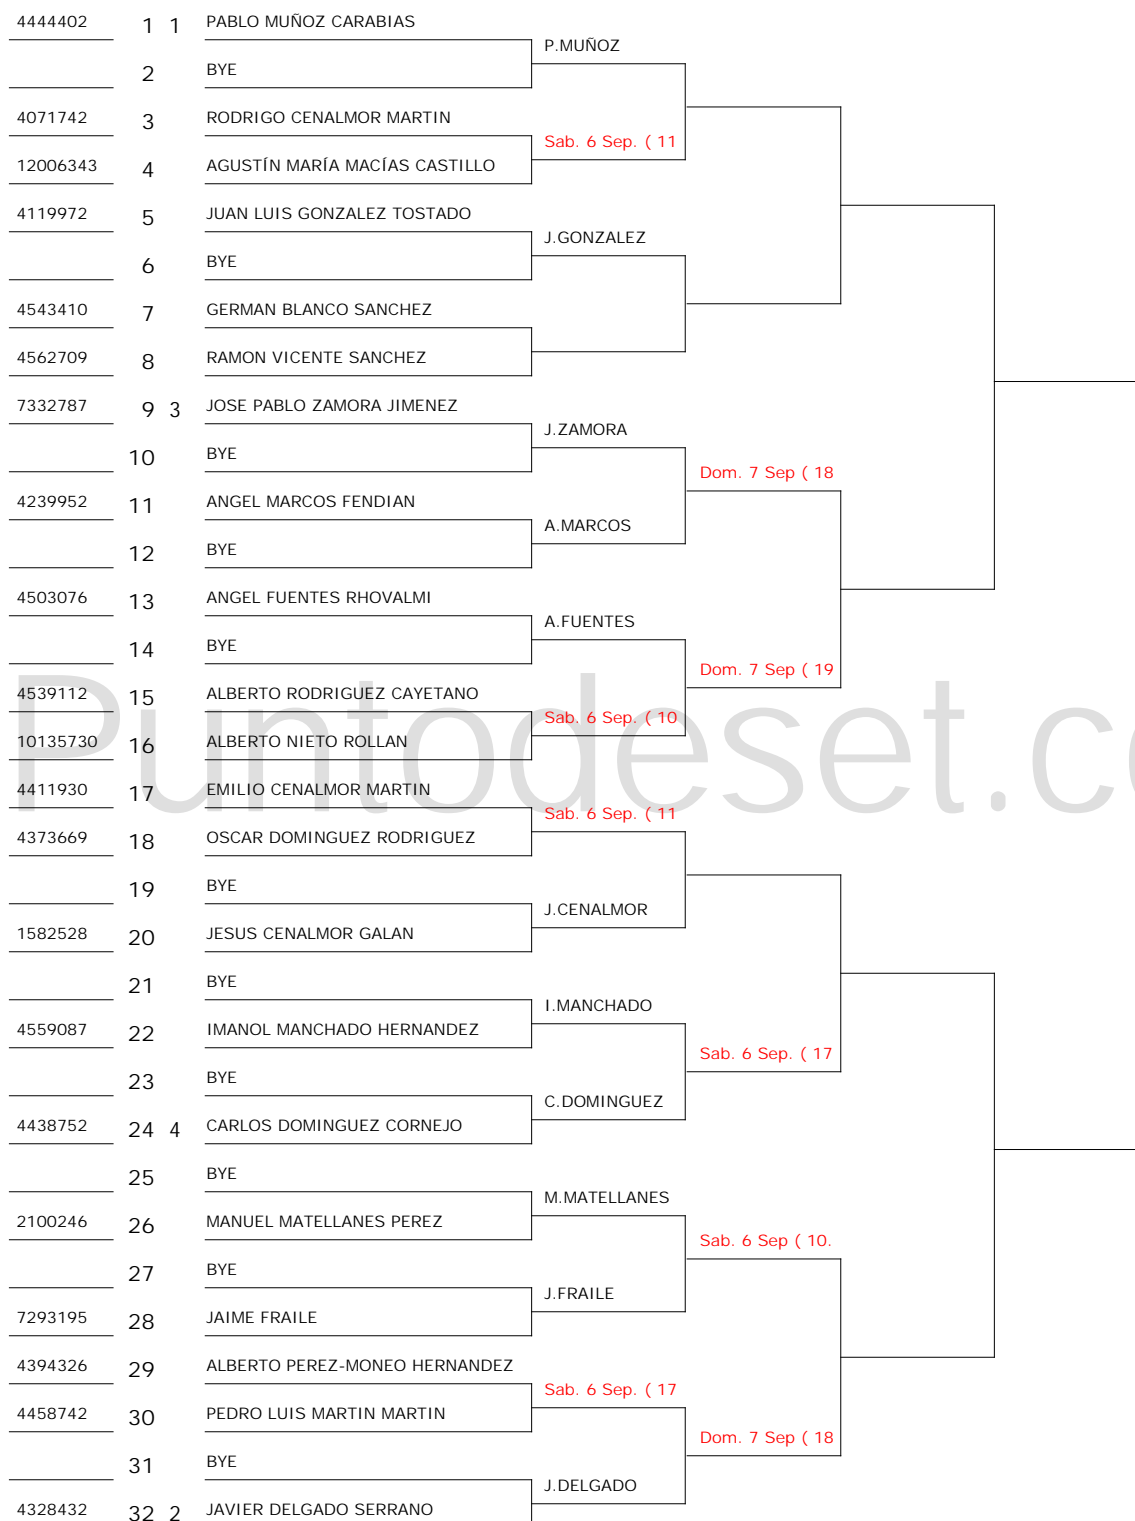 4444402 1 1 PABLO MUÑOZ CARABIAS
P.MUÑOZ
2 BYE
4071742 3 RODRIGO CENALMOR MARTIN
Sab. 6 Sep. ( 11
12006343 4 AGUSTÍN MARÍA MACÍAS CASTILLO
4119972 5 JUAN LUIS GONZALEZ TOSTADO
J.GONZALEZ
6 BYE
4543410 7 GERMAN BLANCO SANCHEZ
4562709 8 RAMON VICENTE SANCHEZ
7332787 9 3 JOSE PABLO ZAMORA JIMENEZ
J.ZAMORA
10 BYE
Dom. 7 Sep ( 18
4239952 11 ANGEL MARCOS FENDIAN
A.MARCOS
12 BYE
4503076 13 ANGEL FUENTES RHOVALMI
A.FUENTES
14 BYE
Dom. 7 Sep ( 19
4539112 15 ALBERTO RODRIGUEZ CAYETANO
Sab. 6 Sep. ( 10
10135730 16 ALBERTO NIETO ROLLAN
Puntodeset.co
4411930 17 EMILIO CENALMOR MARTIN
Sab. 6 Sep. ( 11
4373669 18 OSCAR DOMINGUEZ RODRIGUEZ
19 BYE
J.CENALMOR
1582528 20 JESUS CENALMOR GALAN
21 BYE
I.MANCHADO
4559087 22 IMANOL MANCHADO HERNANDEZ
Sab. 6 Sep. ( 17
23 BYE
C.DOMINGUEZ
4438752 24 4 CARLOS DOMINGUEZ CORNEJO
25 BYE
M.MATELLANES
2100246 26 MANUEL MATELLANES PEREZ
Sab. 6 Sep ( 10.
27 BYE
J.FRAILE
7293195 28 JAIME FRAILE
4394326 29 ALBERTO PEREZ-MONEO HERNANDEZ
Sab. 6 Sep. ( 17
4458742 30 PEDRO LUIS MARTIN MARTIN
Dom. 7 Sep ( 18
31 BYE
J.DELGADO
4328432 32 2 JAVIER DELGADO SERRANO